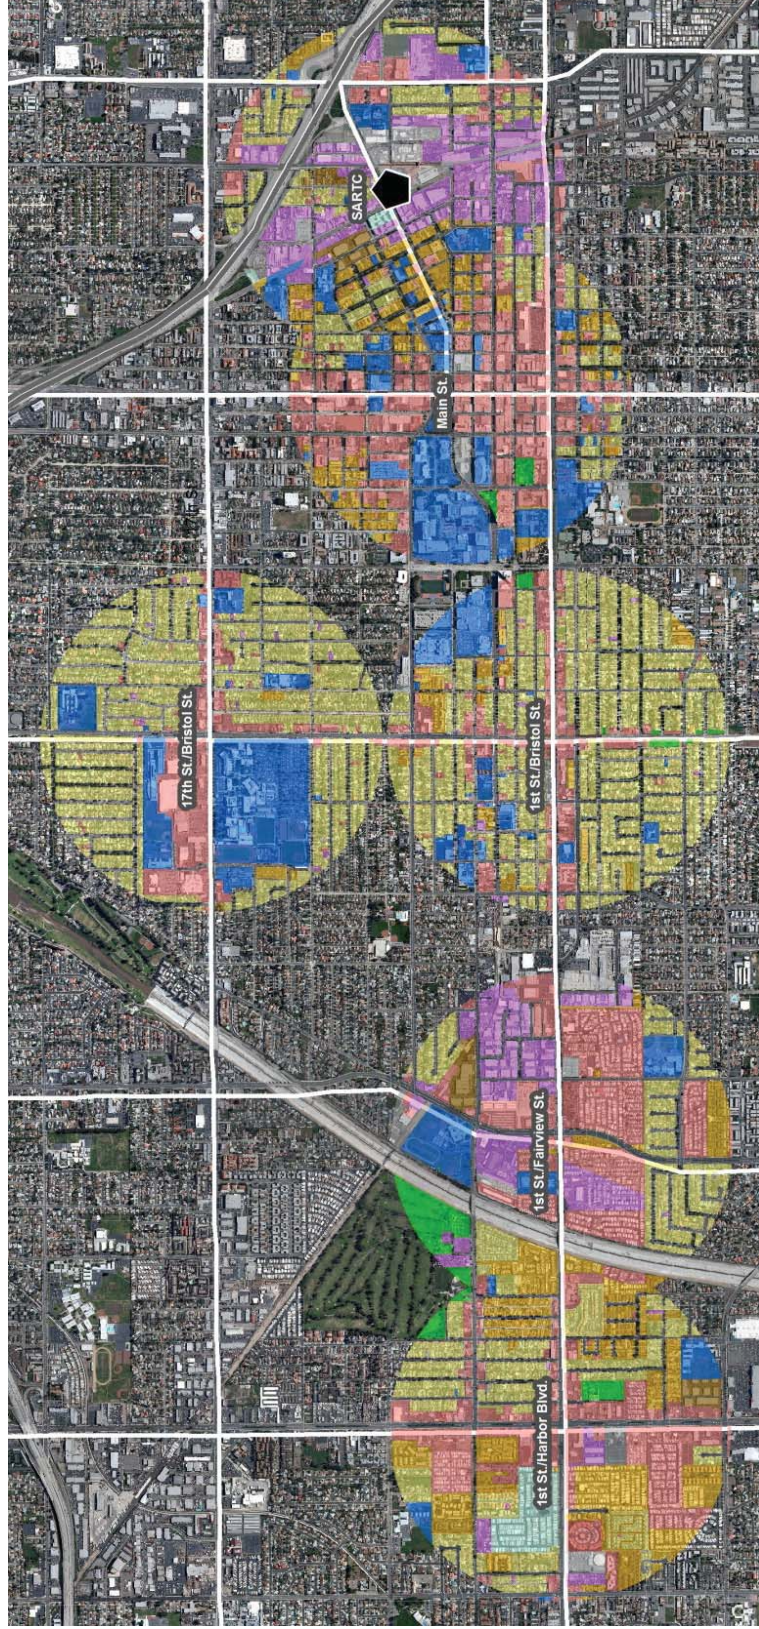 SARTC
Main St.
17th St./Bristol St.
1st St./Bristol St.
1st St./Fairview St.
1st St./Harbor Blvd.